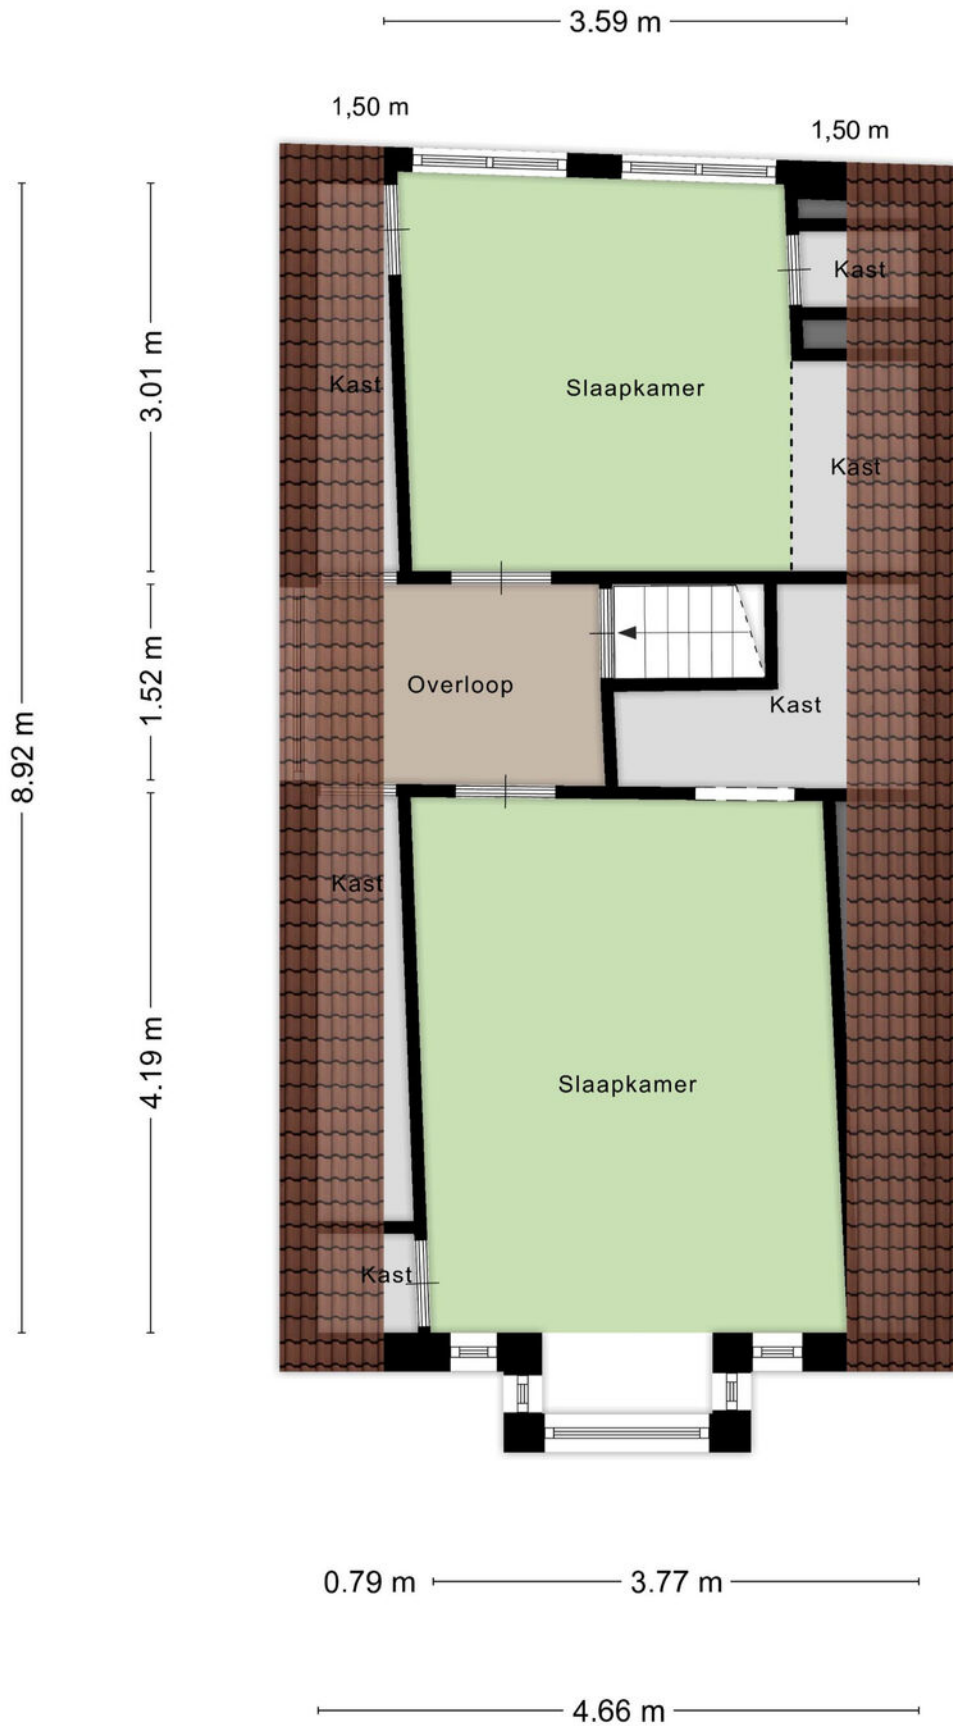 3.59 m
1,50 m
1,50 m
Kast
3.01 m
Kast
Slaapkamer
Kast
1.52 m
Overloop
Kast
8.92 m
Kast
4.19 m
Slaapkamer
Kast
0.79 m
3.77 m
4.66 m